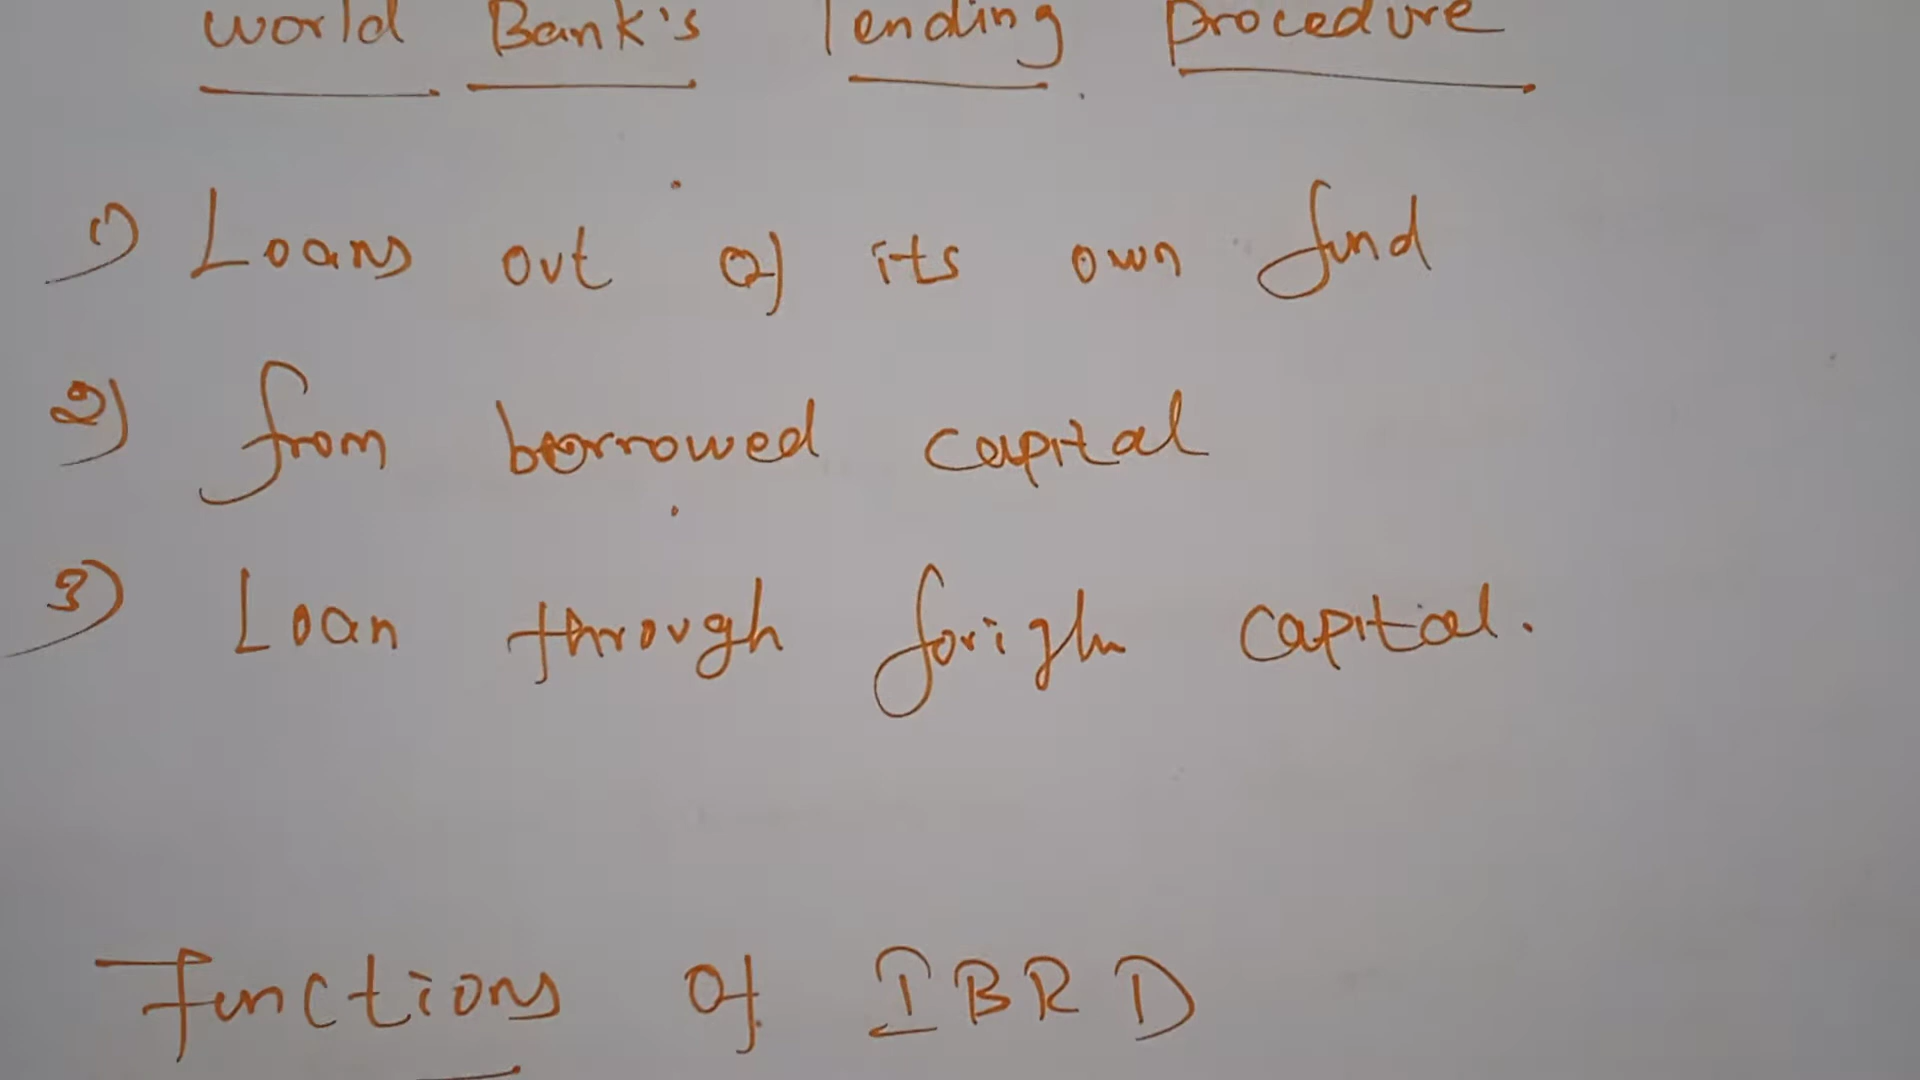 World Bank's lending procedure
1) Loans out of its own fund
2) from borrowed capital
3) Loan through forighn capital.
Functions of IBRD